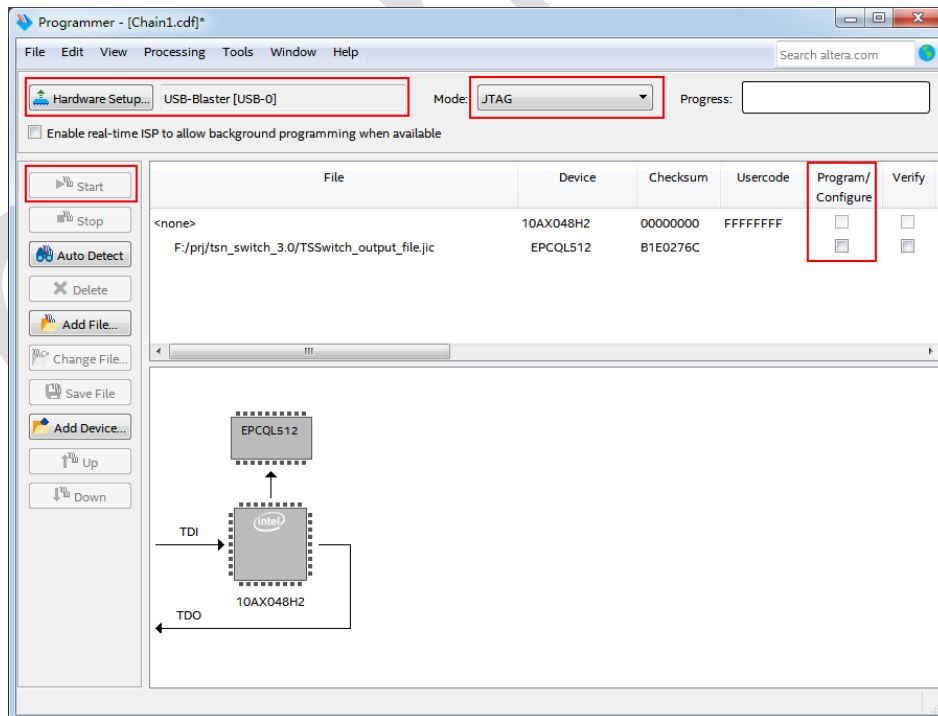 Programmer - [Chain1.cdf]*
File Edit View Processing Tools Window Help
Search altera.com
Hardware Setup... USB-Blaster [USB-0] Mode: JTAG Progress:
Enable real-time ISP to allow background programming when available
Start
Stop
Auto Detect
Delete
Add File...
Change File...
Save File
Add Device...
Up
Down
File Device Checksum Usercode Program/ Verify
Configure
<none> 10AX048H2 00000000 FFFFFFFF
F:/prj/tsn_switch_3.0/TSSwitch_output_file.jic EPCQL512 B1E0276C
EPCQL512
TDI
intel
10AX048H2
TDO